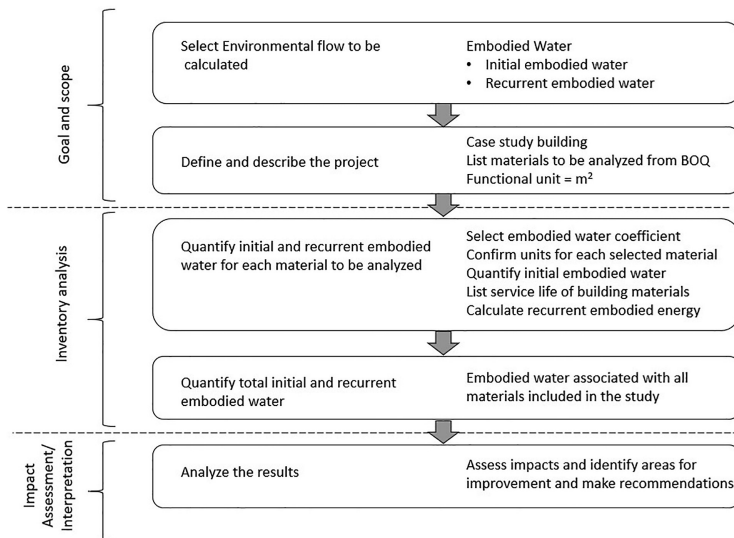 Goal and scope
Select Environmental flow to be
calculated
Embodied Water
• Initial embodied water
• Recurrent embodied water
Define and describe the project
Case study building
List materials to be analyzed from BOQ
Functional unit = m²
Inventory analysis
Quantify initial and recurrent embodied
water for each material to be analyzed
Select embodied water coefficient
Confirm units for each selected material
Quantify initial embodied water
List service life of building materials
Calculate recurrent embodied energy
Quantify total initial and recurrent
embodied water
Embodied water associated with all
materials included in the study
Impact
Assessment/
Interpretation
Analyze the results
Assess impacts and identify areas for
improvement and make recommendations